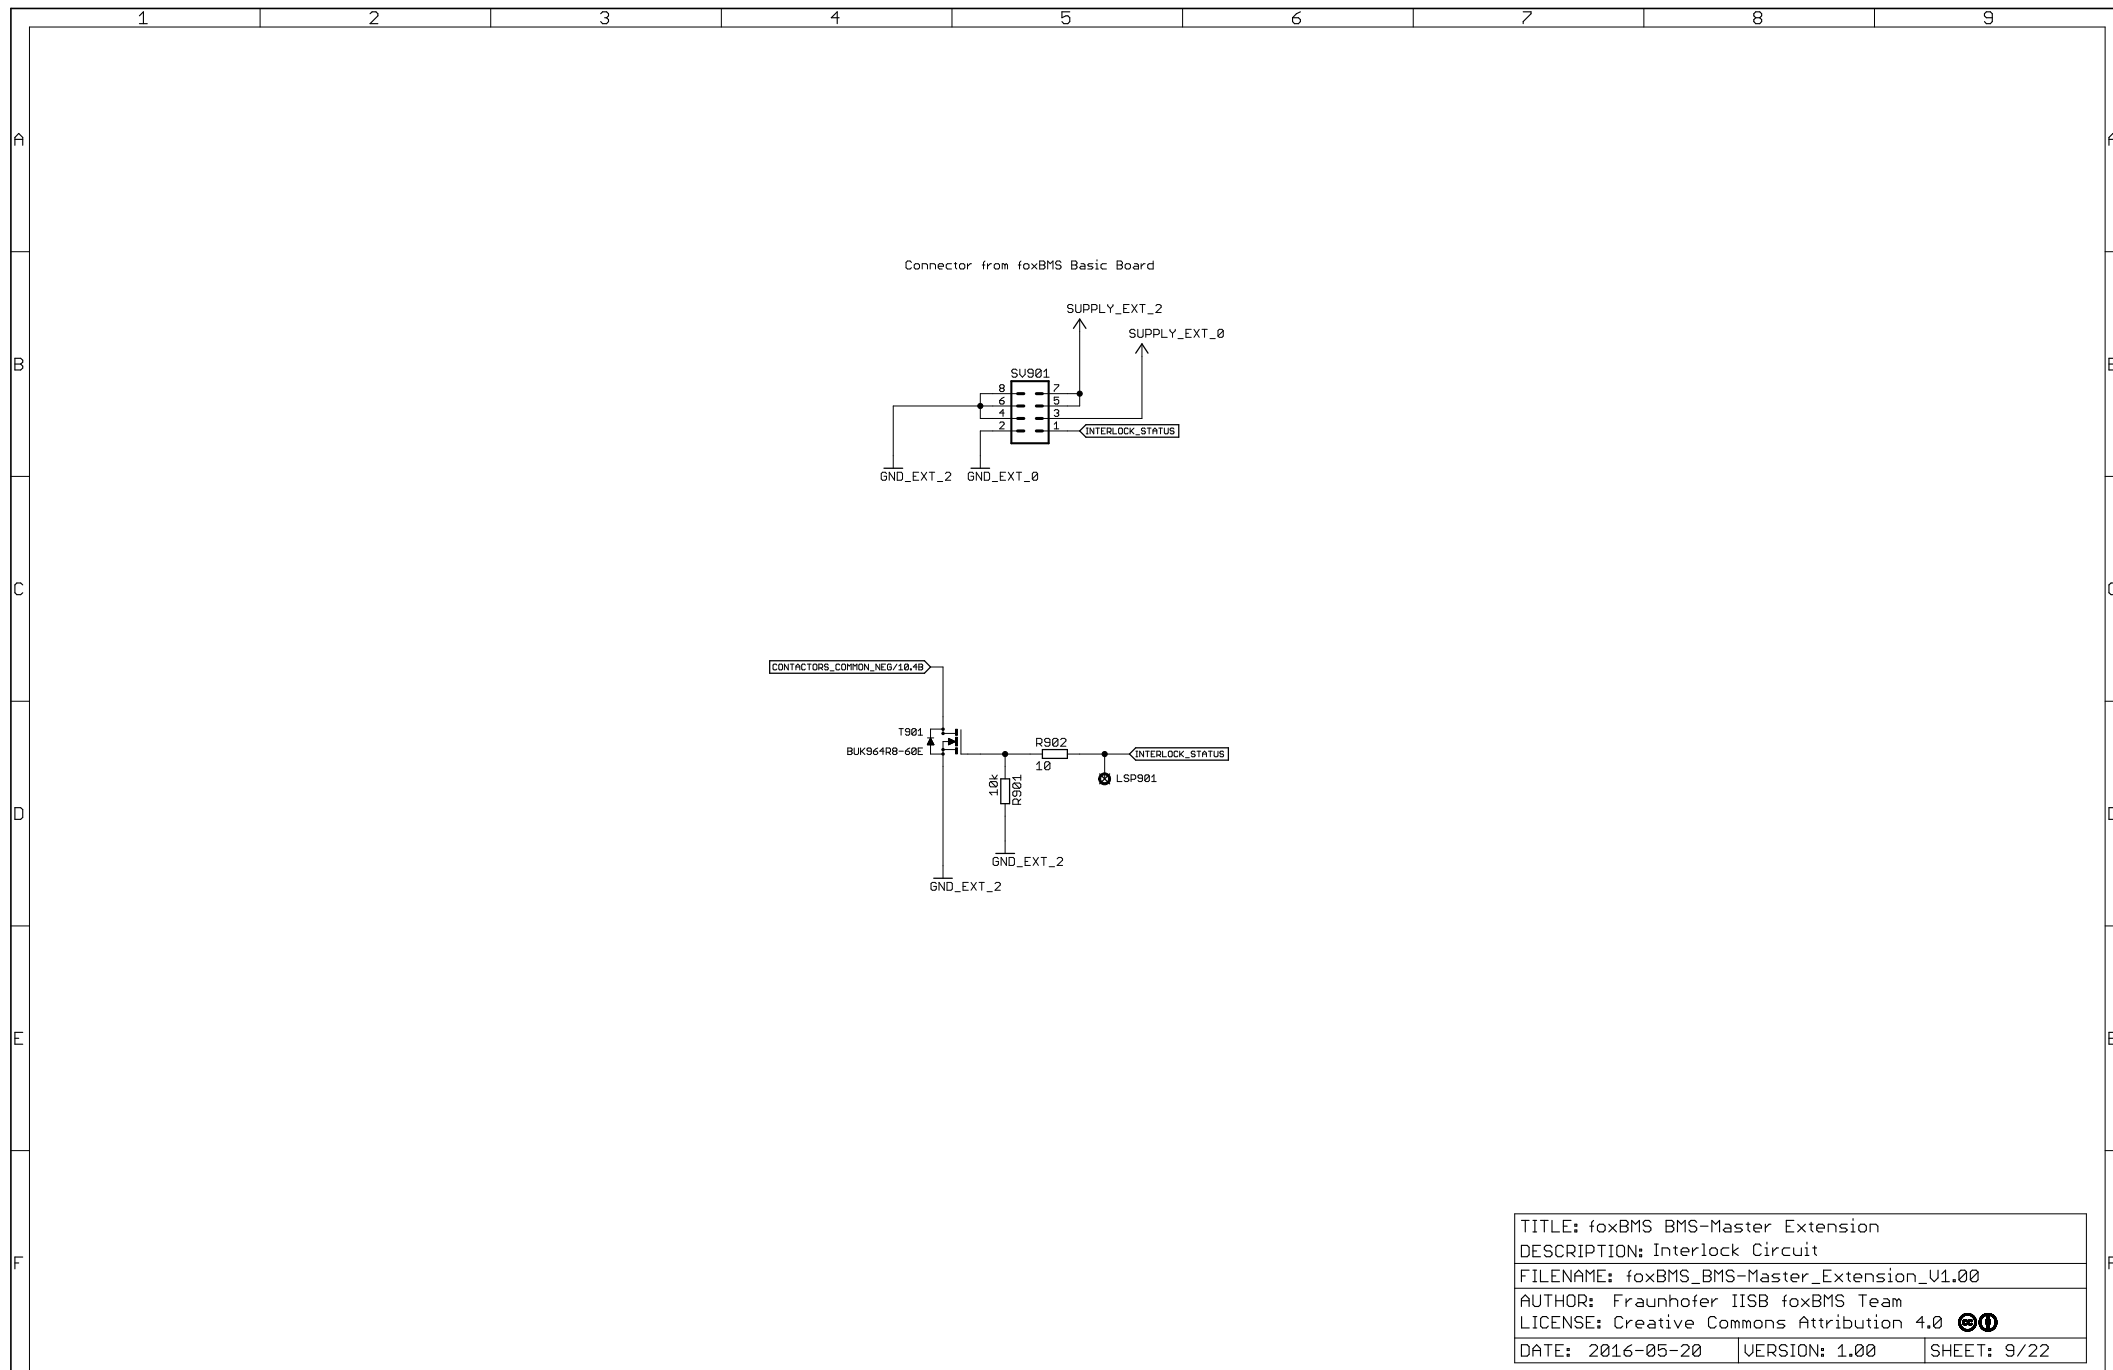 1 2 3 4 5 6 7 8 9
A
Connector from foxBMS Basic Board
SUPPLY_EXT_2
SUPPLY_EXT_0
B
SV901
8 7
6 5
4 3
2 1 INTERLOCK_STATUS
GND_EXT_2 GND_EXT_0
C
CONTACTORS_COMMON_NEG/10.4B
T901
BUK964R8-60E
R902
10
INTERLOCK_STATUS
LSP901
10k
R901
D
GND_EXT_2
GND_EXT_2
E
F
TITLE: foxBMS BMS-Master Extension
DESCRIPTION: Interlock Circuit
FILENAME: foxBMS_BMS-Master_Extension_V1.00
AUTHOR: Fraunhofer IISB foxBMS Team
LICENSE: Creative Commons Attribution 4.0 cc
DATE: 2016-05-20 VERSION: 1.00 SHEET: 9/22